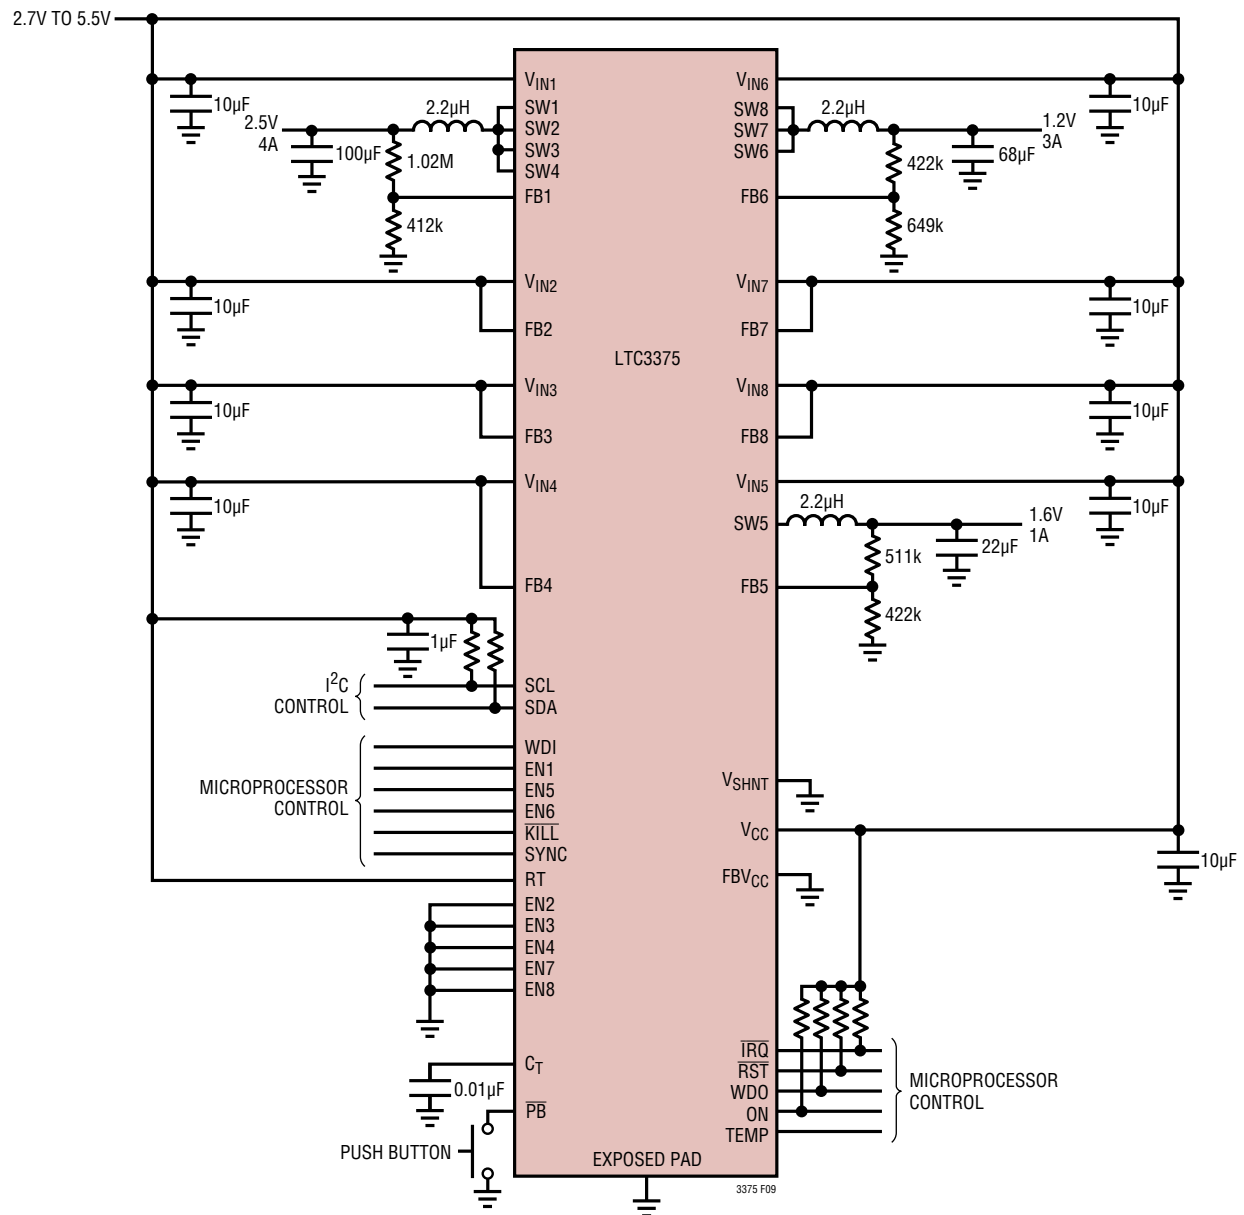 2.7V TO 5.5V
VIN1
VIN6
10µF
2.2µH
SW1
SW8
2.2µH
10µF
2.5V
4A
SW2
SW7
1.2V
3A
100µF
1.02M
SW3
SW6
422k
68µF
SW4
FB1
FB6
412k
649k
VIN2
VIN7
10µF
10µF
FB2
FB7
LTC3375
VIN3
VIN8
10µF
10µF
FB3
FB8
VIN4
VIN5
10µF
2.2µH
10µF
SW5
1.6V
1A
511k
22µF
FB4
FB5
422k
1µF
I2C
CONTROL
SCL
SDA
MICROPROCESSOR
CONTROL
WDI
EN1
EN5
EN6
KILL
SYNC
RT
VSHNT
VCC
10µF
FBVCC
EN2
EN3
EN4
EN7
EN8
CT
0.01µF
PB
PUSH BUTTON
IRQ
RST
WDO
ON
TEMP
MICROPROCESSOR
CONTROL
EXPOSED PAD
3375 F09